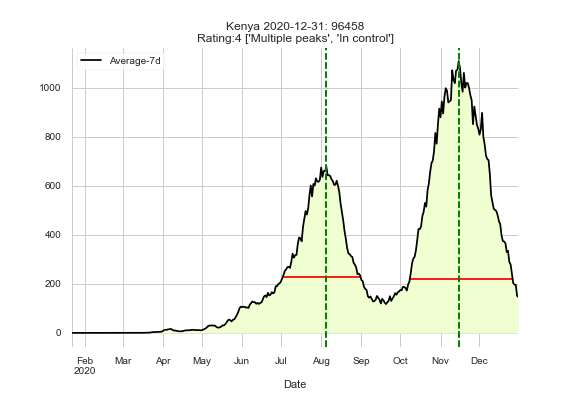 Kenya 2020-12-31: 96458
Rating:4 ['Multiple peaks', 'In control']
Average-7d
1000
800
600
400
200
0
Feb Mar Apr May Jun Jul Aug Sep Oct Nov Dec
2020
Date